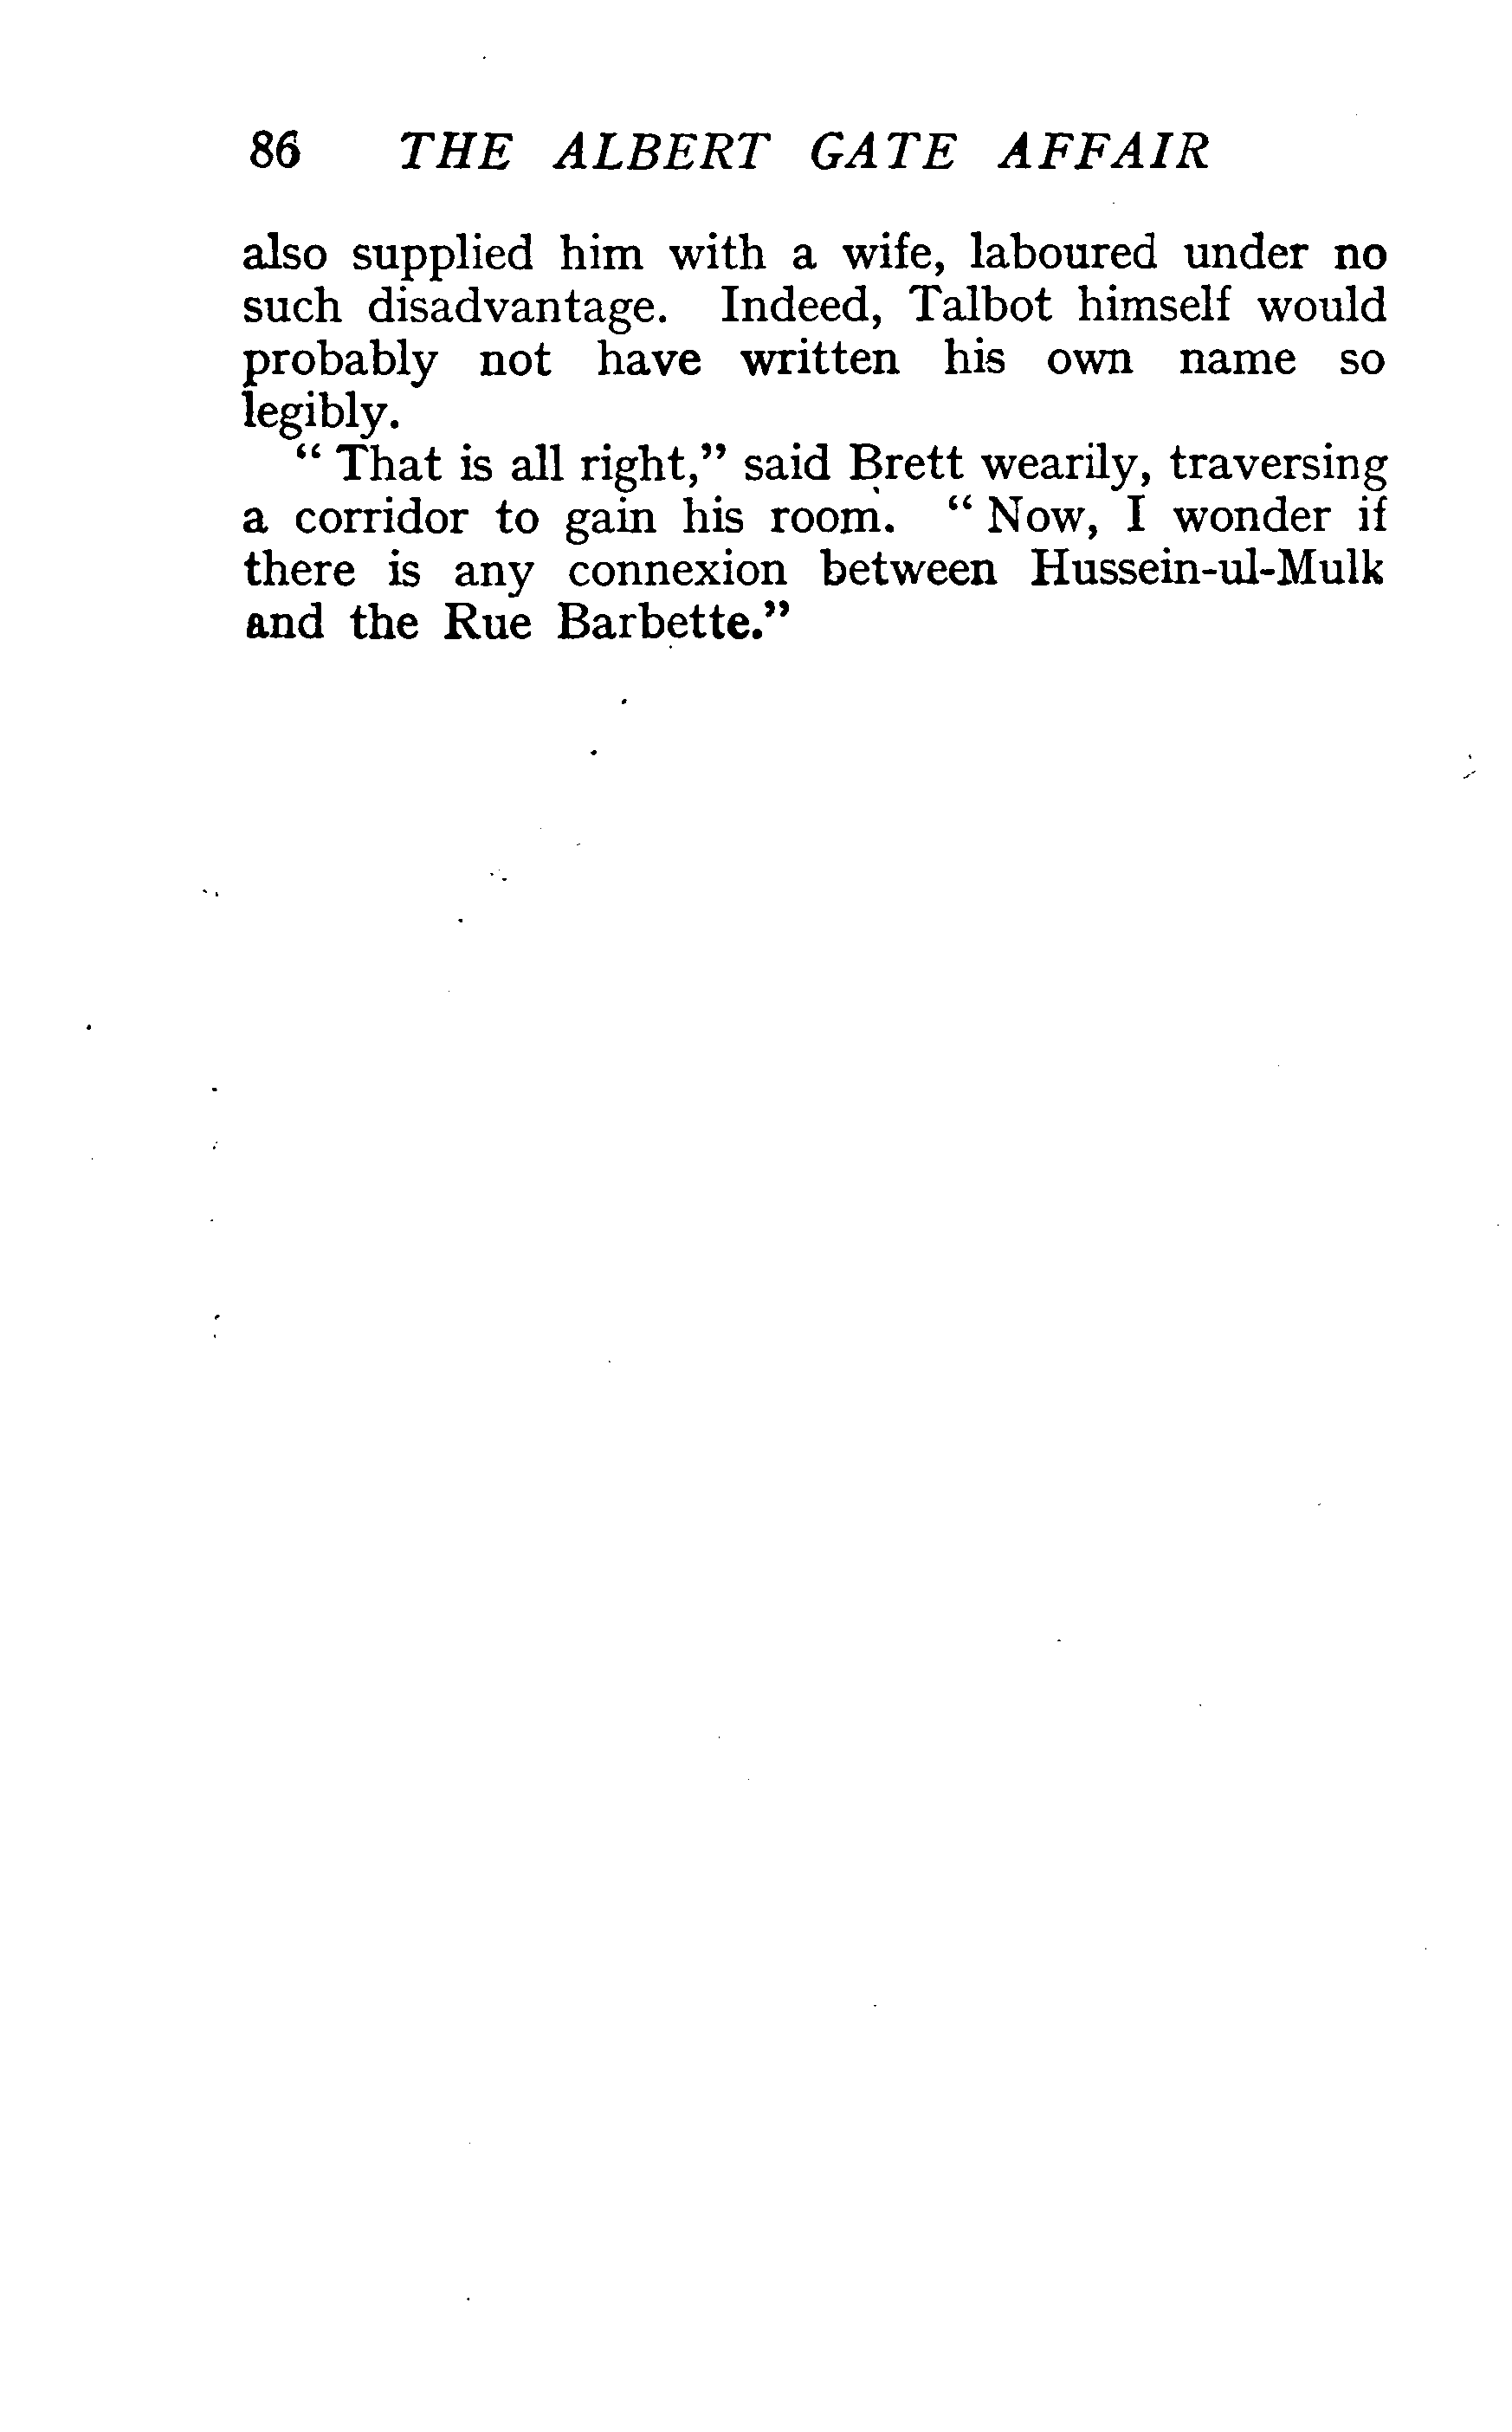 86 THE ALBERT GATE AFFAIR
also supplied him with a wife, laboured under no
such disadvantage. Indeed, Talbot himself would
probably not have written his own name so
legibly.
“ That is all right,” said Brett wearily, traversing
a corridor to gain his room. “ Now, I wonder if
there is any connexion between Hussein-ul-Mulk
and the Rue Barbette.”